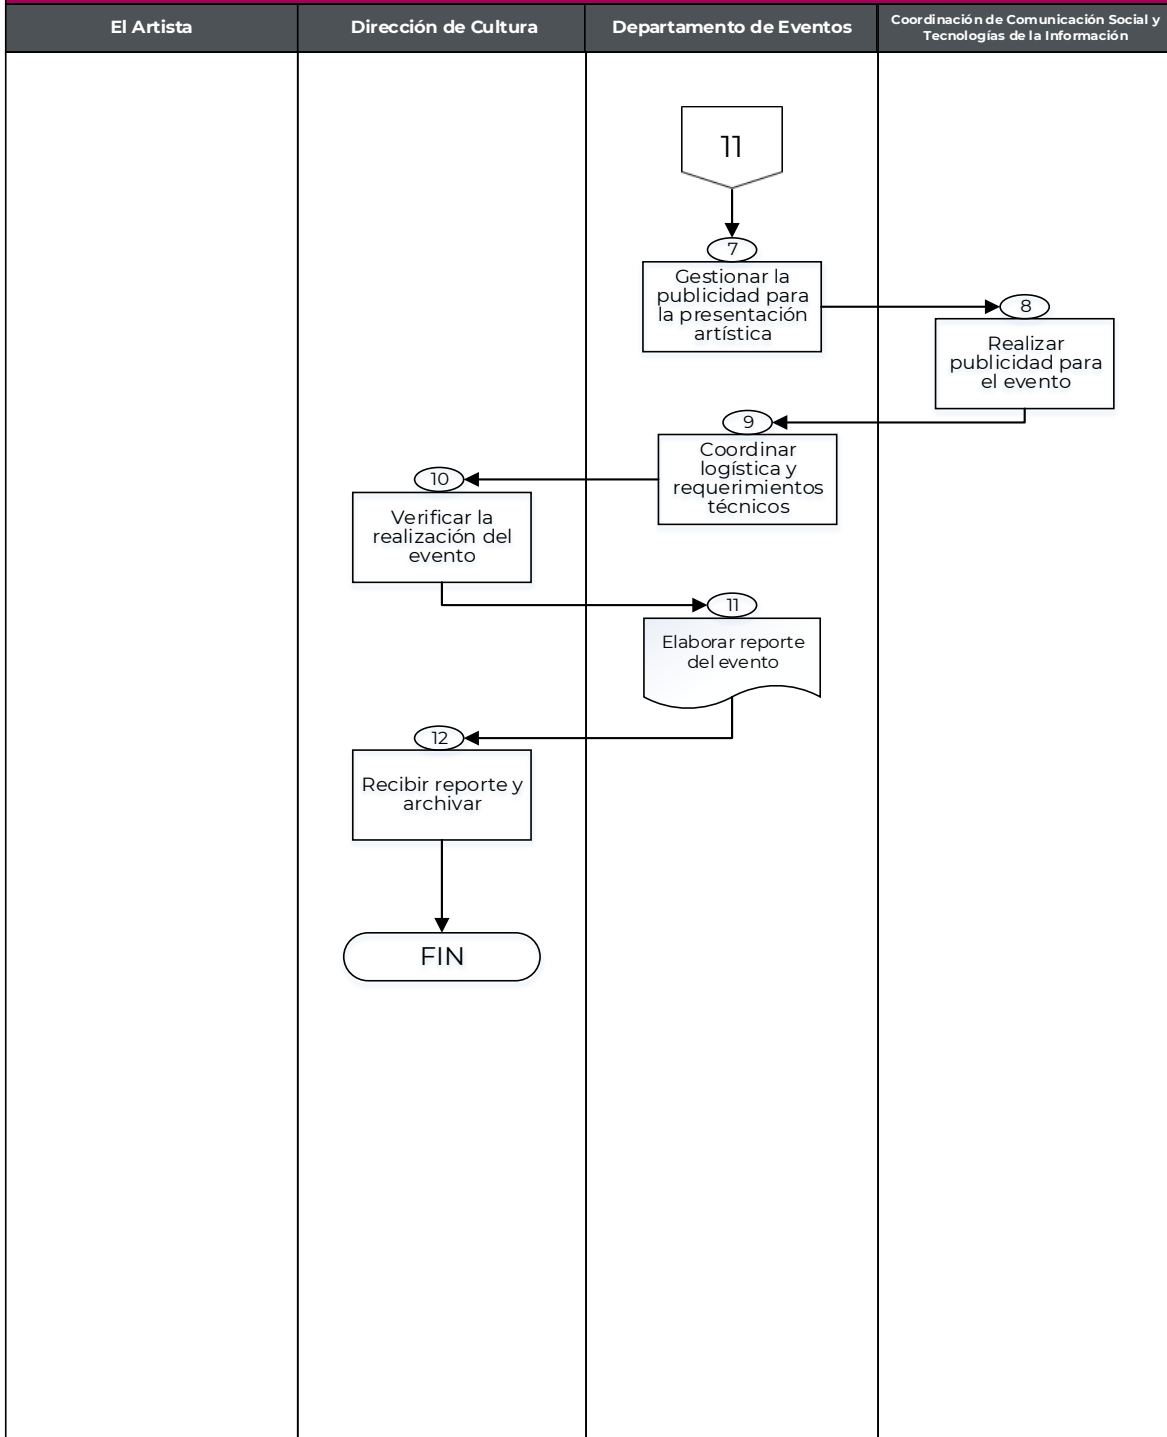 El Artista
Dirección de Cultura
Departamento de Eventos
Coordinación de Comunicación Social y
Tecnologías de la Información
11
7
Gestionar la
publicidad para
la presentación
artística
8
Realizar
publicidad para
el evento
9
Coordinar
logística y
requerimientos
técnicos
10
Verificar la
realización del
evento
11
Elaborar reporte
del evento
12
Recibir reporte y
archivar
FIN